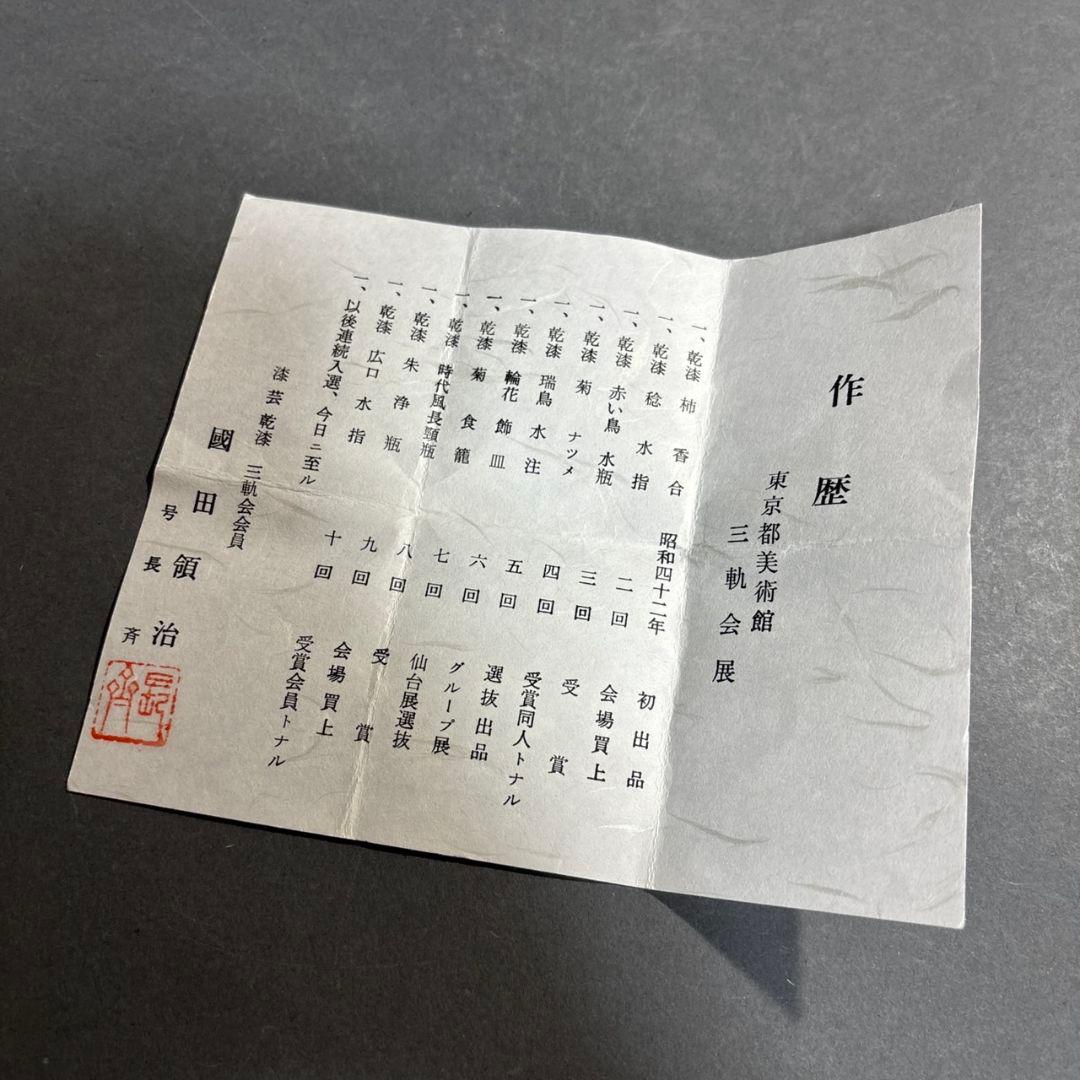 作歴
東京都美術館
三軌会展
一、乾漆 柿 香合 昭和四十二年 初出品
一、乾漆 稔 水指 二回 会場買上
一、乾漆 赤い鳥 水瓶 三回 受賞
一、乾漆 菊 ナツメ 四回 受賞同人トナル
一、乾漆 瑞鳥 水注 五回 選抜出品
一、乾漆 輪花 飾皿 六回 グループ展
一、乾漆 菊 食籠 七回 仙台展選抜
一、乾漆 時代風長頸瓶 八回 受賞
一、乾漆 朱 浄瓶 九回 会場買上
一、乾漆 広口 水指 十回 受賞会員トナル
一、以後連続入選、今日ニ至ル
漆芸乾漆 三軌会会員
國田領治
号 長斉
長齊